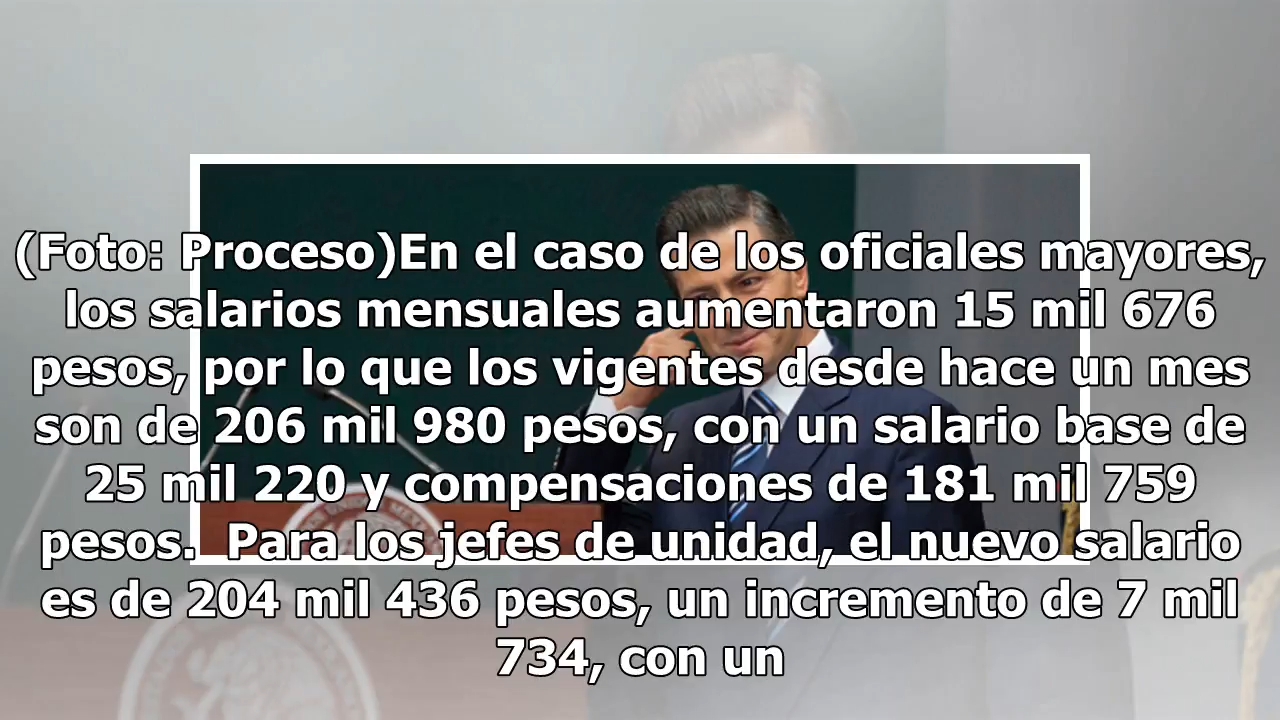 (Foto: Proceso)En el caso de los oficiales mayores,
los salarios mensuales aumentaron 15 mil 676
pesos, por lo que los vigentes desde hace un mes
son de 206 mil 980 pesos, con un salario base de
25 mil 220 y compensaciones de 181 mil 759
pesos.  Para los jefes de unidad, el nuevo salario
es de 204 mil 436 pesos, un incremento de 7 mil
734, con un